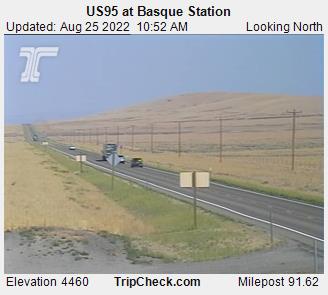 US95 at Basque Station
Updated: Aug 25 2022 10:52 AM Looking North
Elevation 4460 TripCheck.com Milepost 91.62